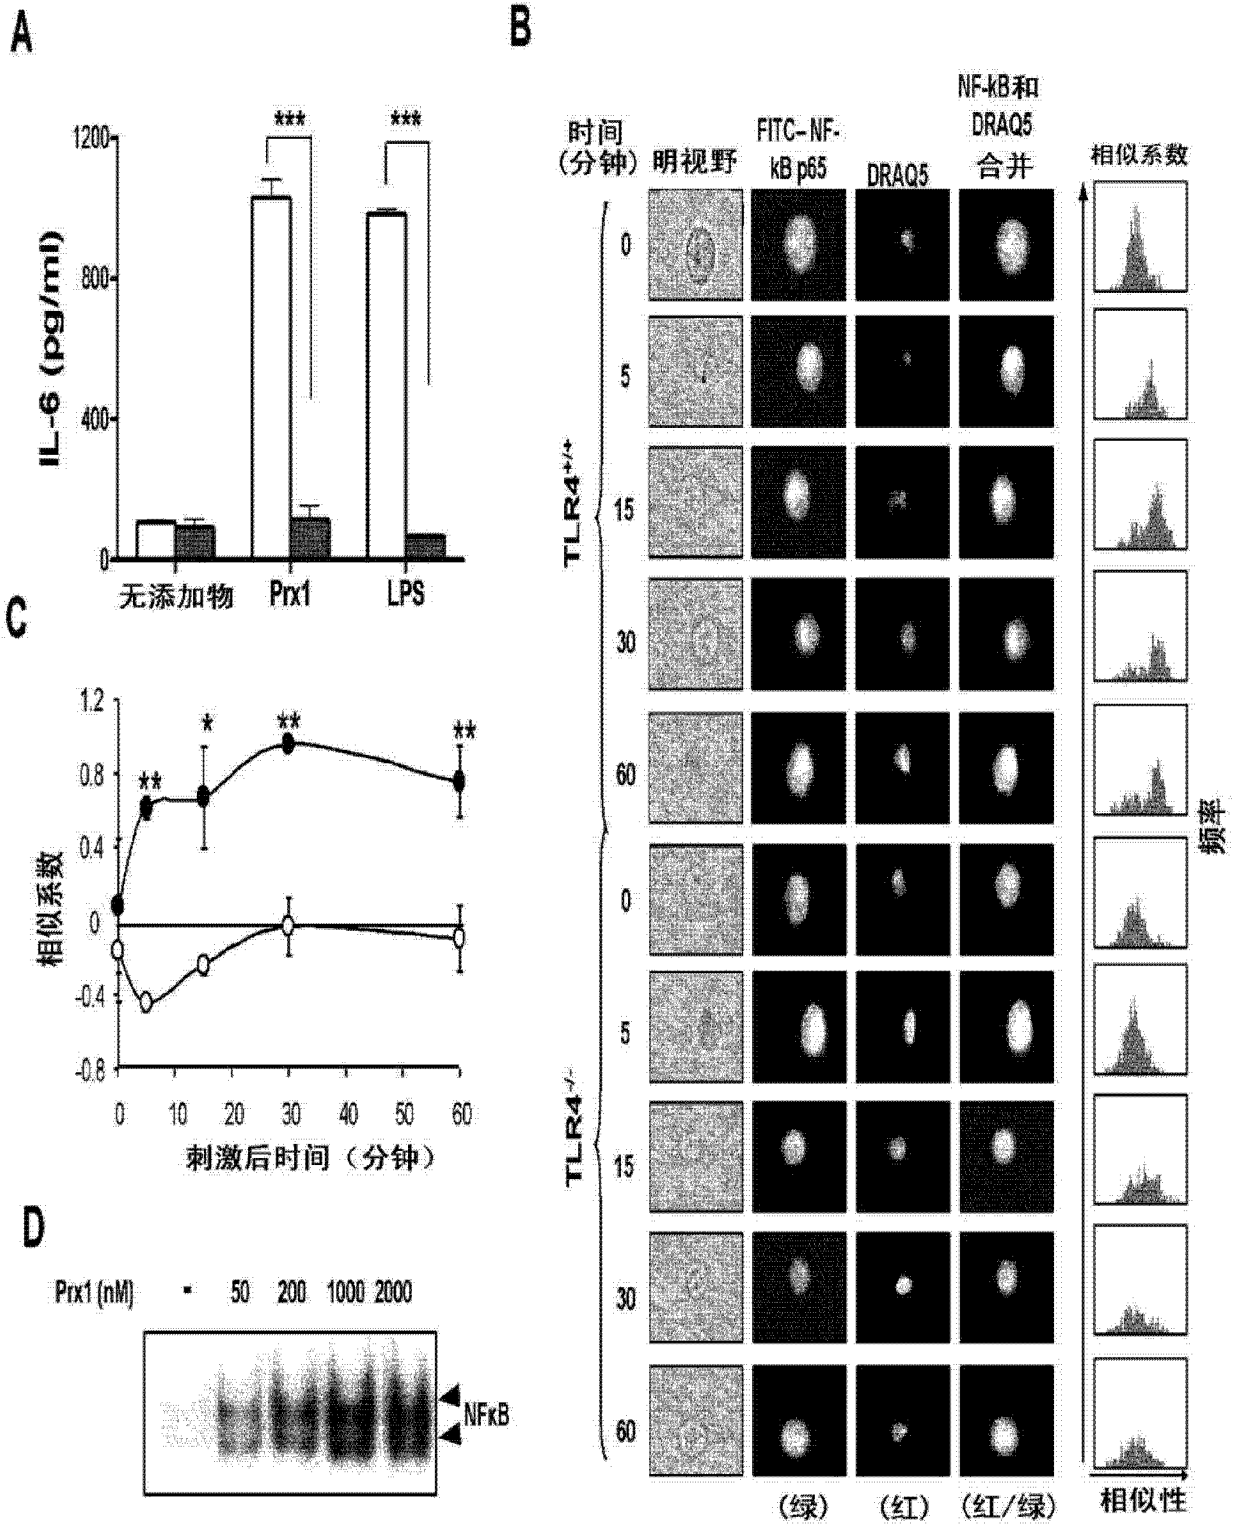 A
1200
***
***
800
IL-6 (pg/ml)
400
0
无添加物 Prx1 LPS
B
时间
(分钟)
明视野
FITC–NF-
kB p65
DRAQ5
NF-kB和
DRAQ5
合并
相似系数
TLR4+/+
0
5
15
30
60
TLR4-/-
0
5
15
30
60
(绿) (红) (红/绿)
频率
相似性
C
1.2
0.8
0.4
0
-0.4
-0.8
**
*
**
**
相似系数
0 10 20 30 40 50 60
刺激后时间（分钟）
D
Prx1 (nM) - 50 200 1000 2000
NFκB